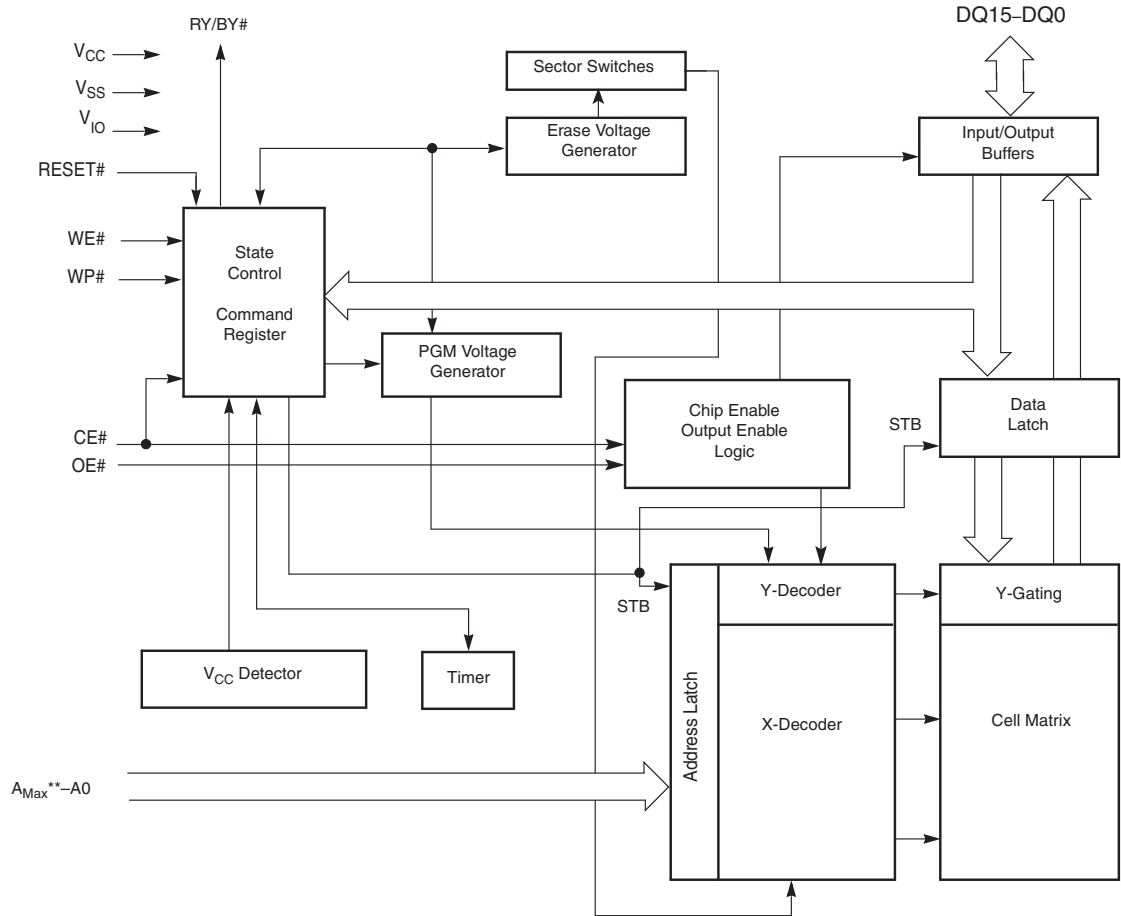 RY/BY#
DQ15–DQ0
VCC
VSS
VIO
RESET#
WE#
WP#
CE#
OE#
Sector Switches
Erase Voltage
Generator
Input/Output
Buffers
State
Control
Command
Register
PGM Voltage
Generator
Chip Enable
Output Enable
Logic
STB
Data
Latch
STB
Y-Decoder
Y-Gating
VCC Detector
Timer
Address Latch
X-Decoder
Cell Matrix
AMax**–A0